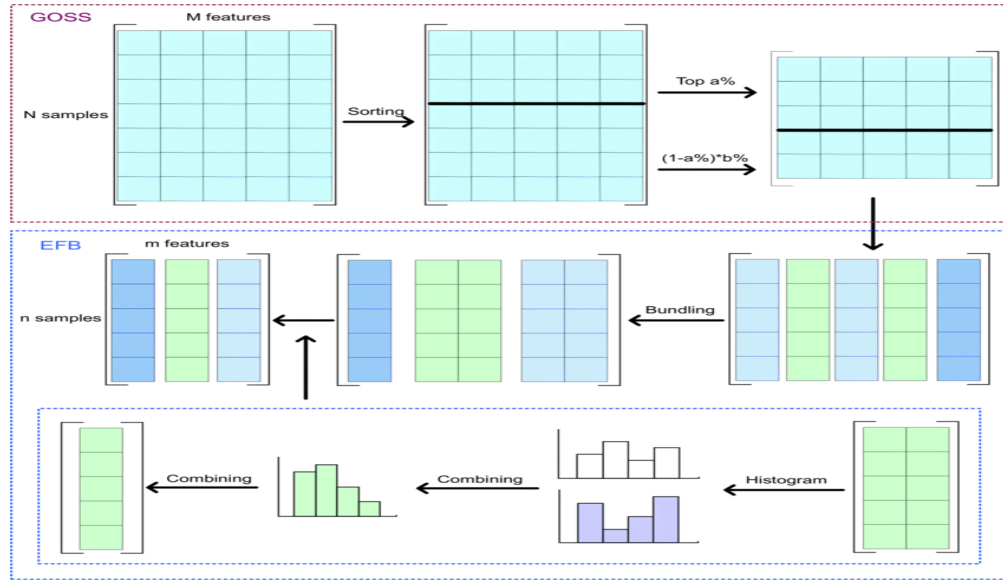 GOSS
M features
N samples
Sorting
Top a%
(1-a%)*b%
EFB
m features
n samples
Bundling
Combining
Combining
Histogram